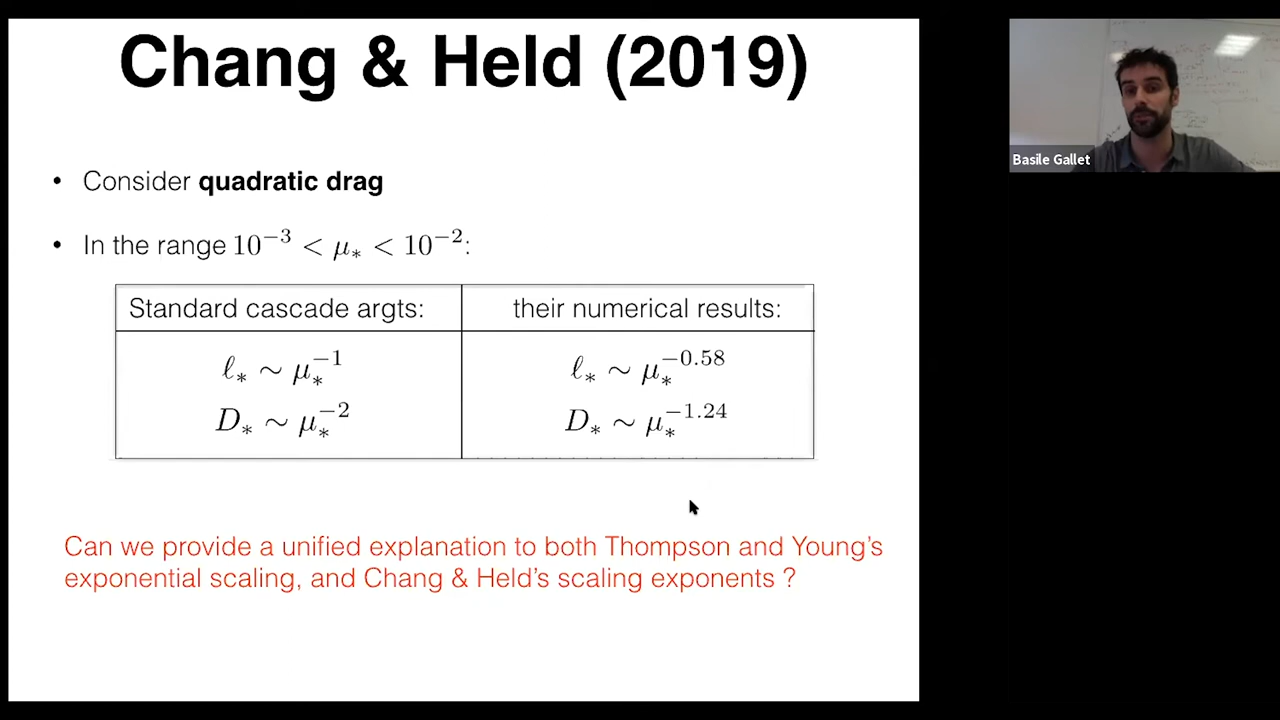 Chang & Held (2019)
• Consider quadratic drag
• In the range 10⁻³ < μ∗ < 10⁻²:
Standard cascade argts: their numerical results:
ℓ∗ ∼ μ∗⁻¹ ℓ∗ ∼ μ∗^−0.58
D∗ ∼ μ∗⁻² D∗ ∼ μ∗^−1.24
Can we provide a unified explanation to both Thompson and Young’s
exponential scaling, and Chang & Held’s scaling exponents ?
Basile Gallet